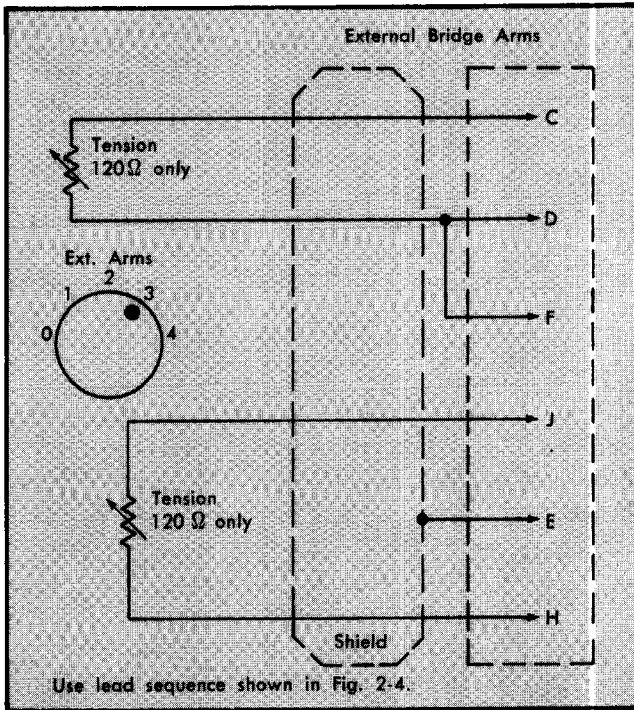 External Bridge Arms
C
Tension
120Ω only
D
Ext. Arms
0
1
2
3
4
F
J
Tension
120 Ω only
E
H
Shield
Use lead sequence shown in Fig. 2-4.